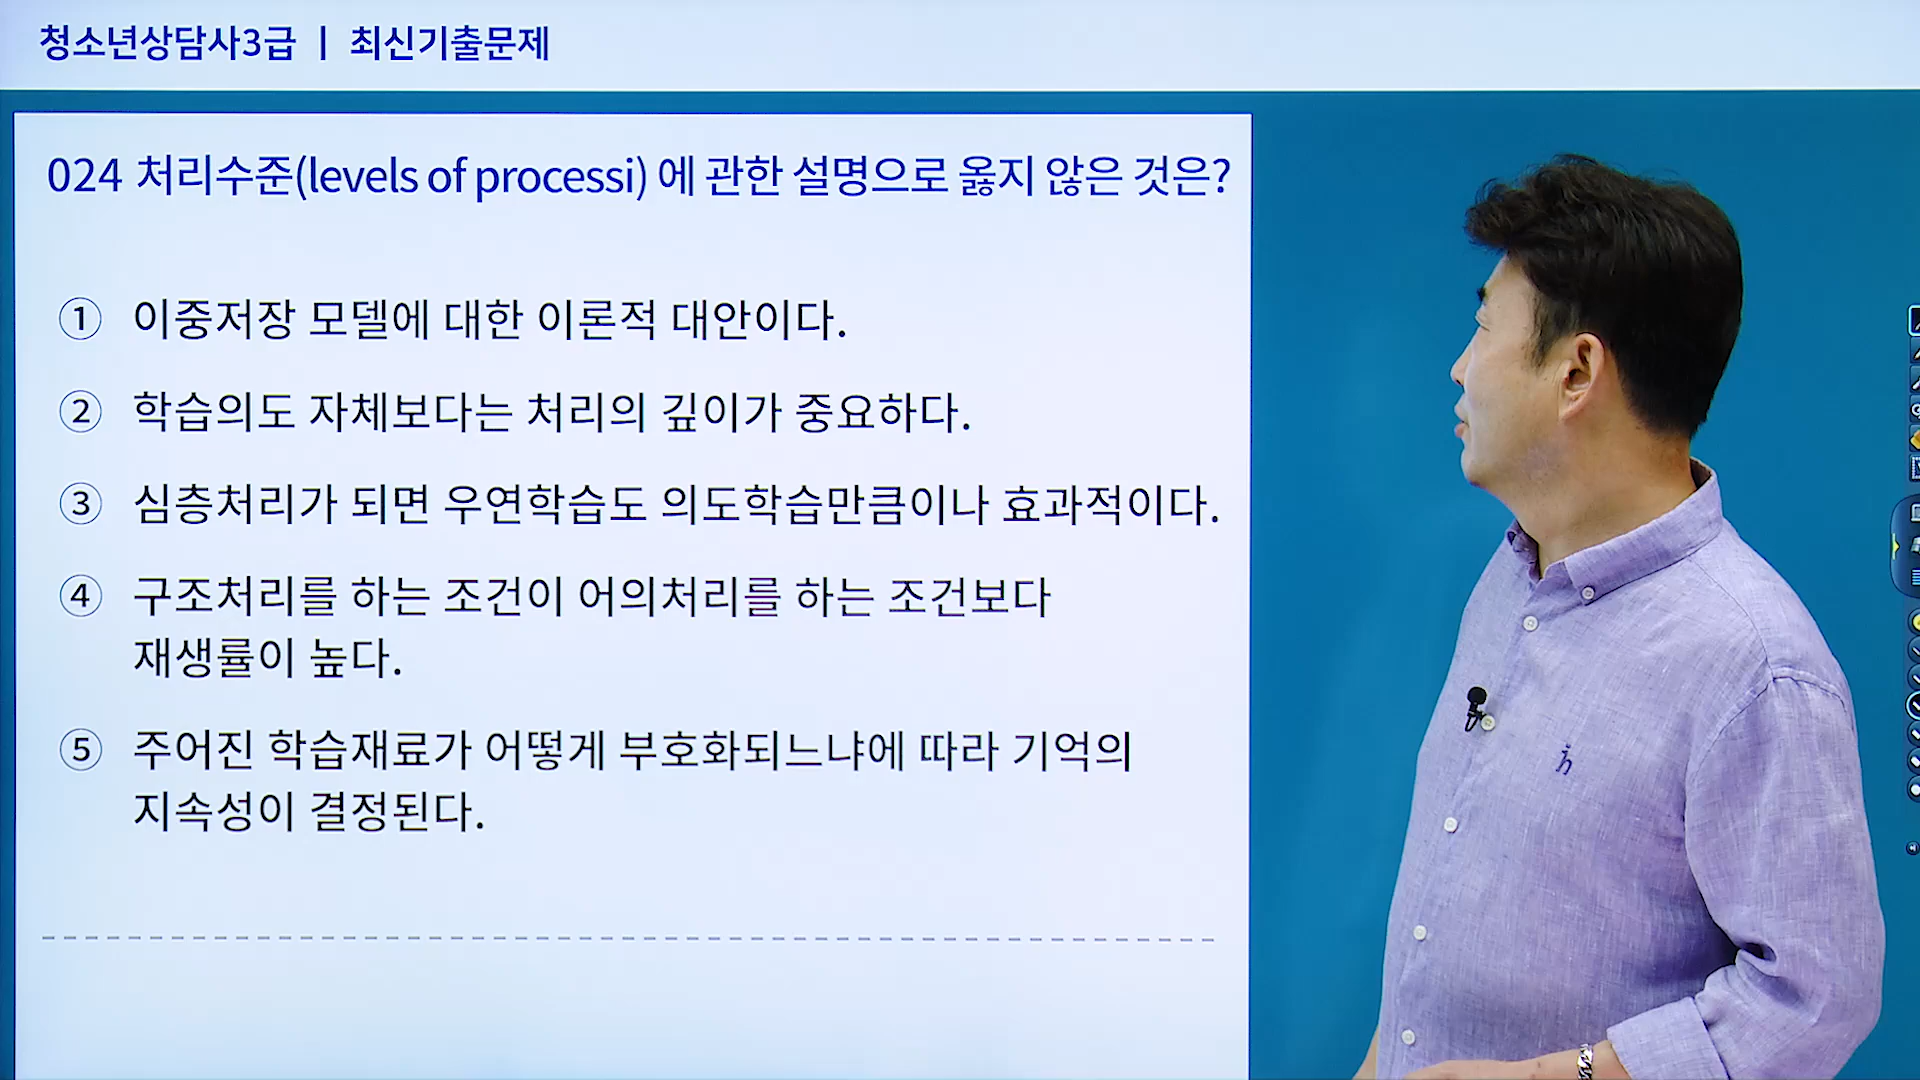 청소년상담사3급 | 최신기출문제
024 처리수준(levels of processi) 에 관한 설명으로 옳지 않은 것은?
① 이중저장 모델에 대한 이론적 대안이다.
② 학습의도 자체보다는 처리의 깊이가 중요하다.
③ 심층처리가 되면 우연학습도 의도학습만큼이나 효과적이다.
④ 구조처리를 하는 조건이 어의처리를 하는 조건보다
재생률이 높다.
⑤ 주어진 학습재료가 어떻게 부호화되느냐에 따라 기억의
지속성이 결정된다.
h